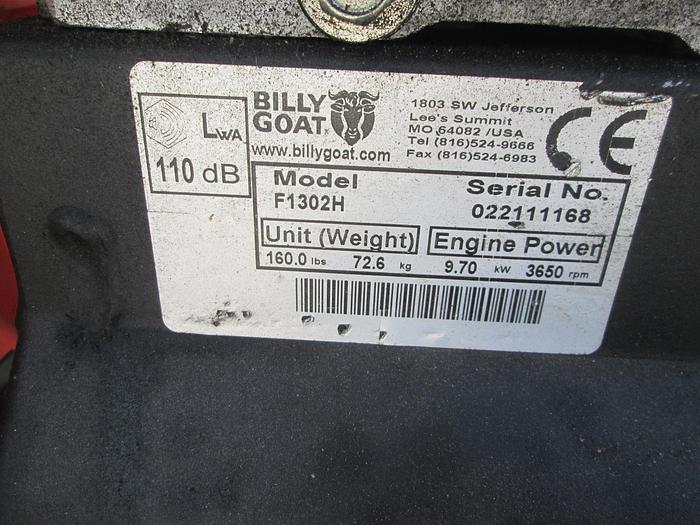 LWA
110 dB
BILLY
GOAT
www.billygoat.com
1803 SW Jefferson
Lee's Summit
MO 64082 /USA
Tel (816)524-9666
Fax (816)524-6983
CE
Model
F1302H
Serial No.
022111168
Unit (Weight)
160.0 lbs 72.6 kg
Engine Power
9.70 kW 3650 rpm